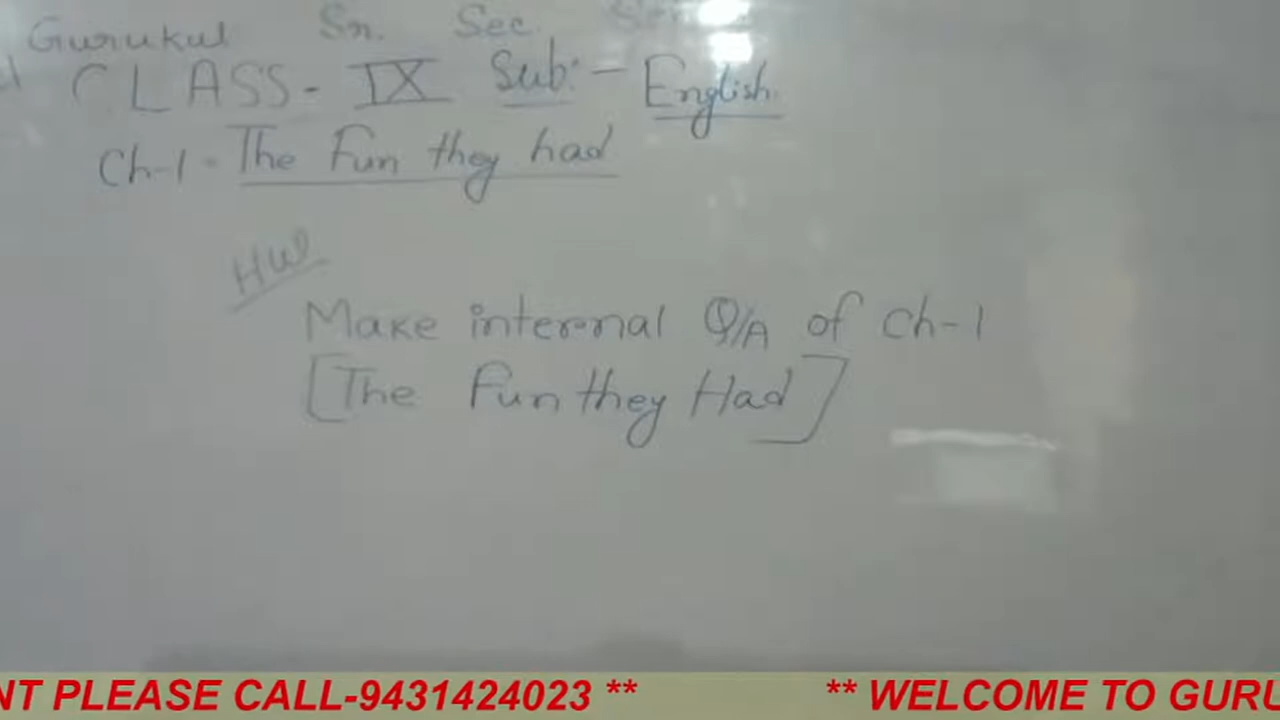 Gurukul Sn. Sec.
CLASS - IX Sub:- English.
Ch-1 - The Fun they had
HW
Make internal Q/A of Ch-1
[The Fun they Had]
NT PLEASE CALL-9431424023 ** ** WELCOME TO GURU